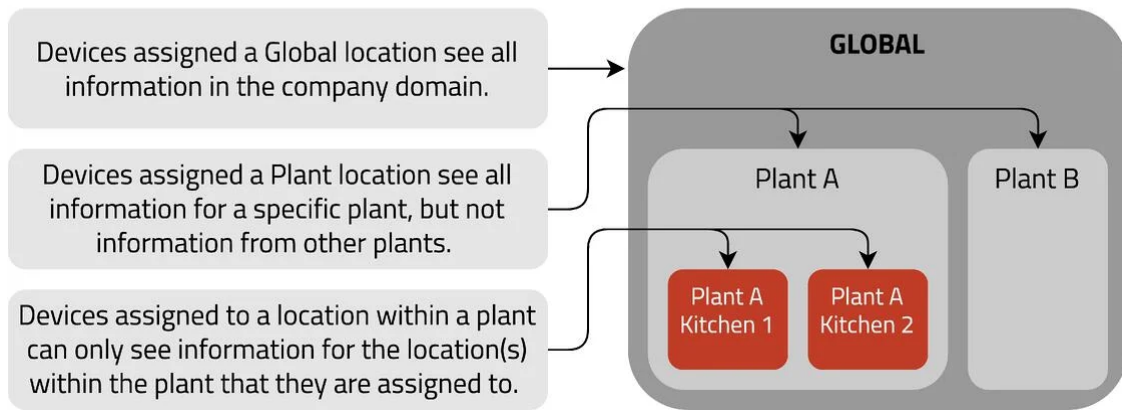 Devices assigned a Global location see all
information in the company domain.
Devices assigned a Plant location see all
information for a specific plant, but not
information from other plants.
Devices assigned to a location within a plant
can only see information for the location(s)
within the plant that they are assigned to.
GLOBAL
Plant A
Plant B
Plant A
Kitchen 1
Plant A
Kitchen 2